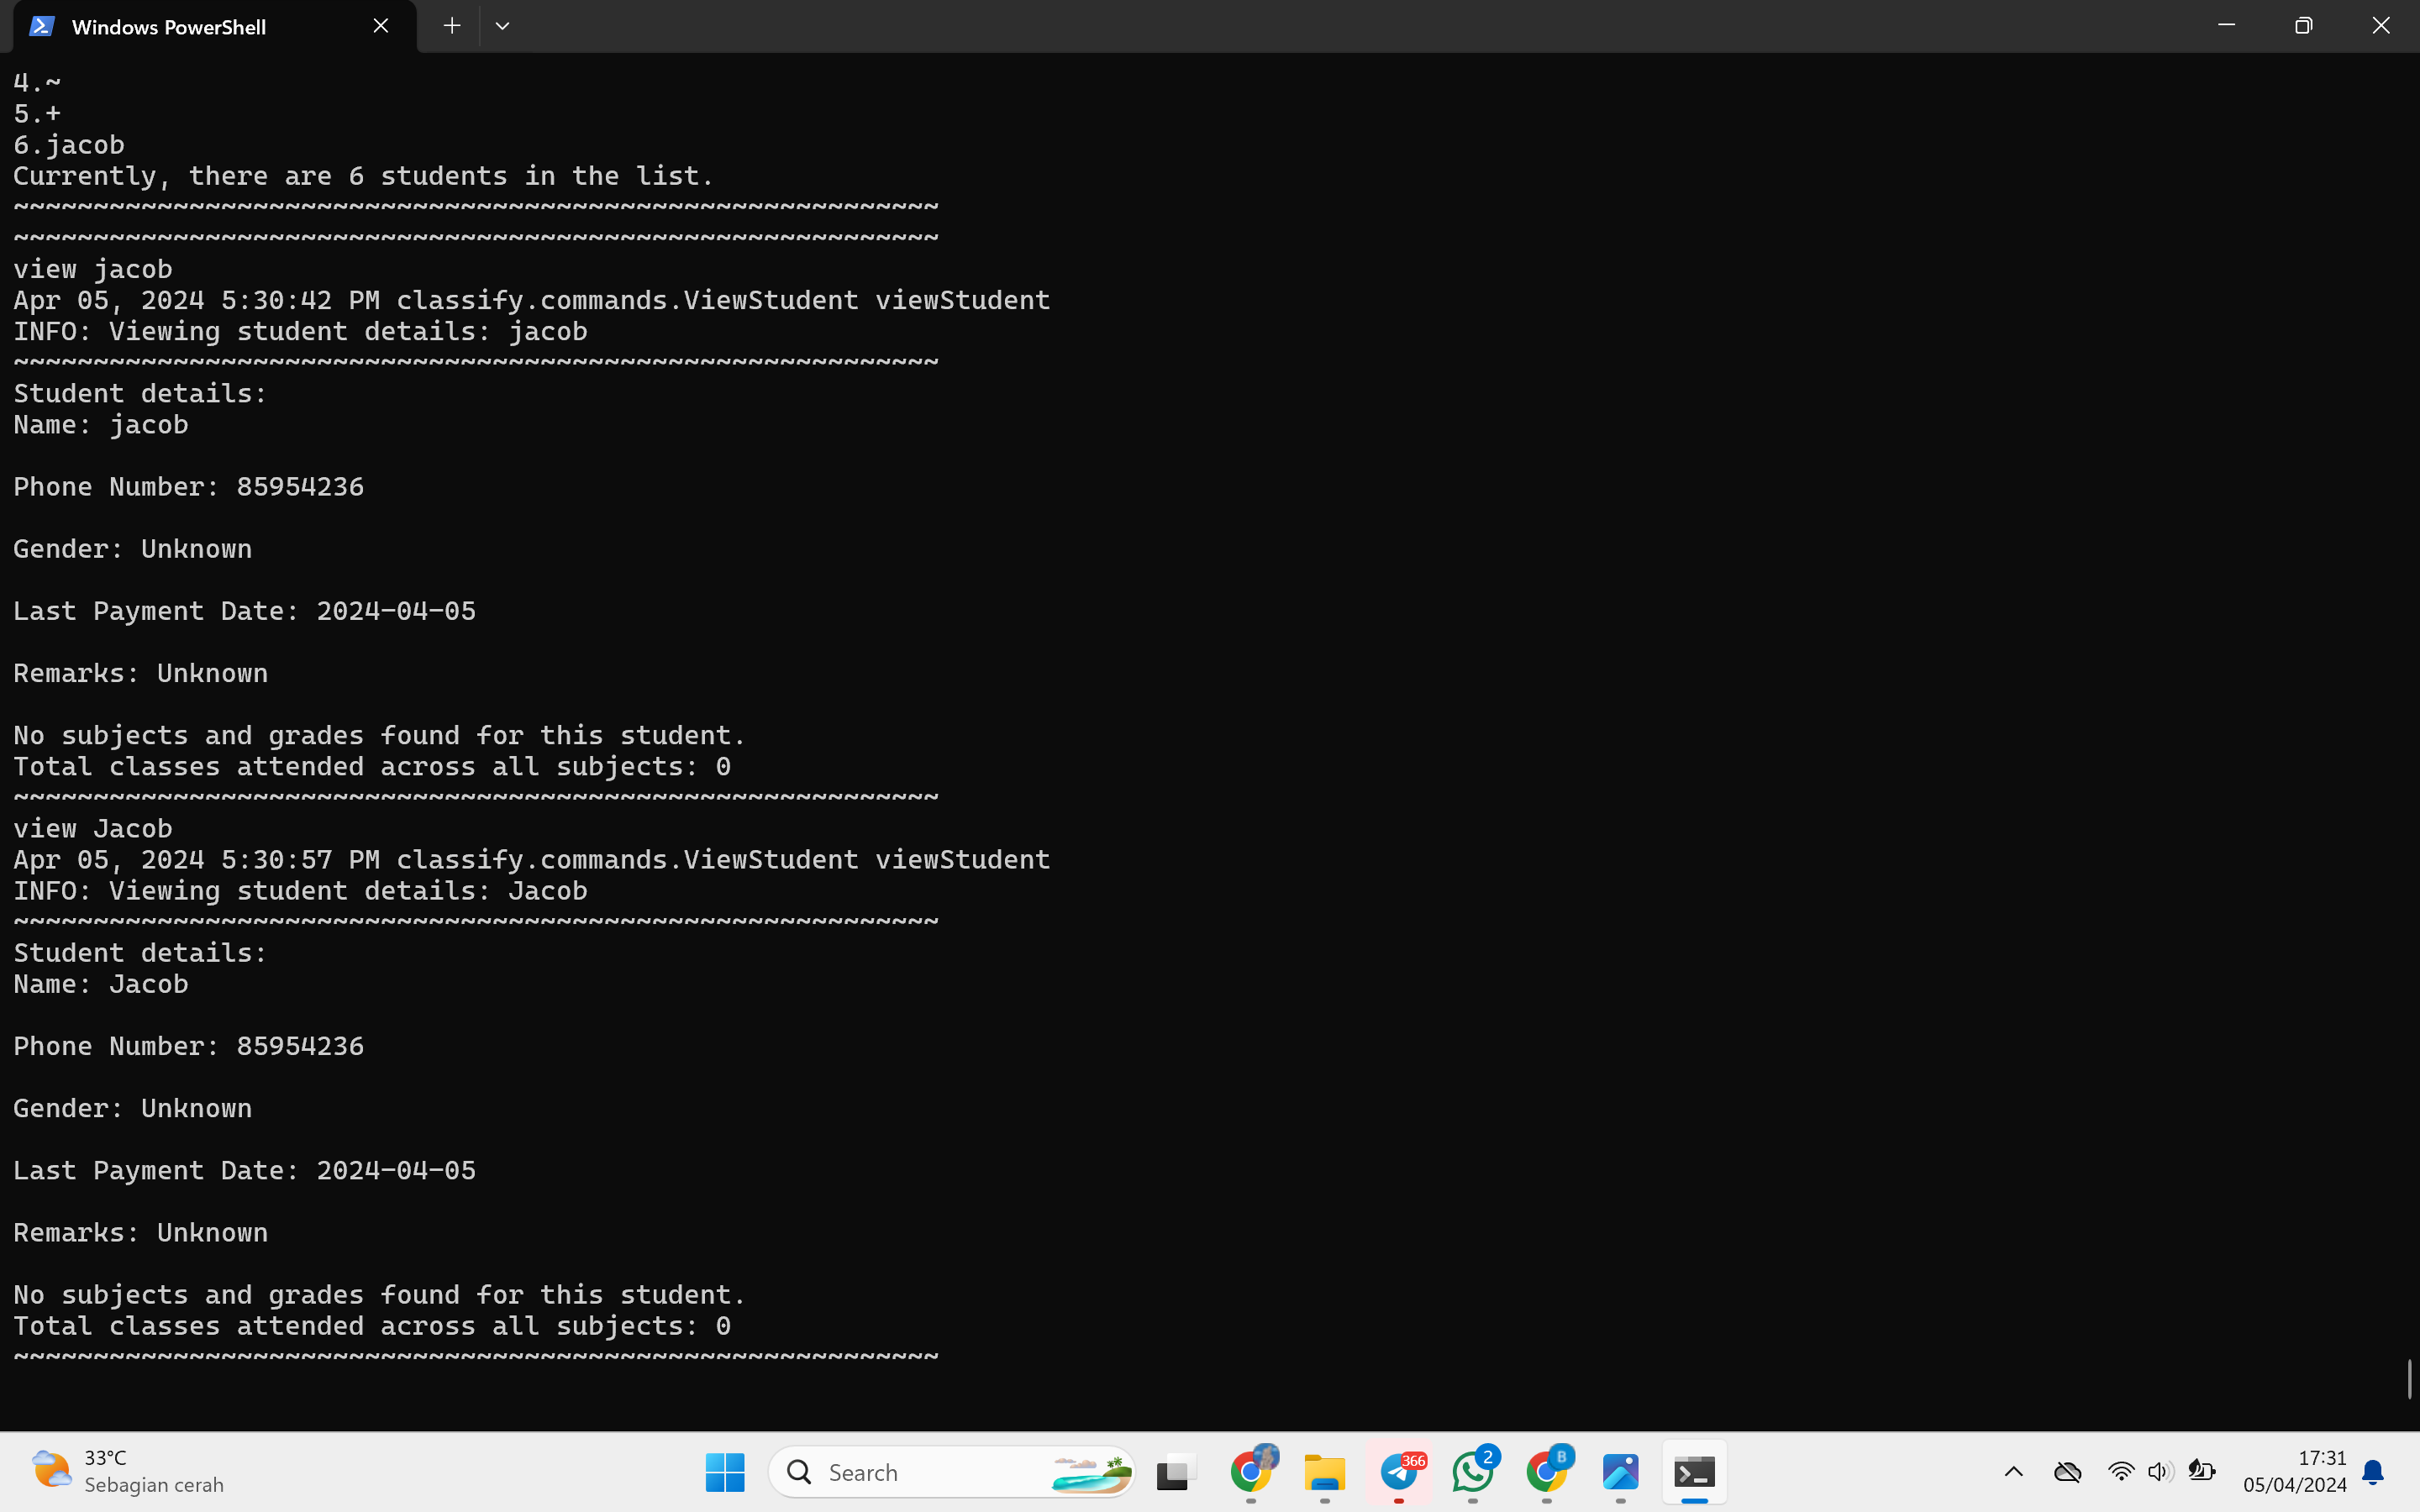 Windows PowerShell
4.~
5.+
6.jacob
Currently, there are 6 students in the list.
~~~~~~~~~~~~~~~~~~~~~~~~~~~~~~~~~~~~~~~~~~~~~~~~~~~~~~~~~~
~~~~~~~~~~~~~~~~~~~~~~~~~~~~~~~~~~~~~~~~~~~~~~~~~~~~~~~~~~
view jacob
Apr 05, 2024 5:30:42 PM classify.commands.ViewStudent viewStudent
INFO: Viewing student details: jacob
~~~~~~~~~~~~~~~~~~~~~~~~~~~~~~~~~~~~~~~~~~~~~~~~~~~~~~~~~~
Student details:
Name: jacob
Phone Number: 85954236
Gender: Unknown
Last Payment Date: 2024-04-05
Remarks: Unknown
No subjects and grades found for this student.
Total classes attended across all subjects: 0
~~~~~~~~~~~~~~~~~~~~~~~~~~~~~~~~~~~~~~~~~~~~~~~~~~~~~~~~~~
view Jacob
Apr 05, 2024 5:30:57 PM classify.commands.ViewStudent viewStudent
INFO: Viewing student details: Jacob
~~~~~~~~~~~~~~~~~~~~~~~~~~~~~~~~~~~~~~~~~~~~~~~~~~~~~~~~~~
Student details:
Name: Jacob
Phone Number: 85954236
Gender: Unknown
Last Payment Date: 2024-04-05
Remarks: Unknown
No subjects and grades found for this student.
Total classes attended across all subjects: 0
~~~~~~~~~~~~~~~~~~~~~~~~~~~~~~~~~~~~~~~~~~~~~~~~~~~~~~~~~~
33°C
Sebagian cerah
Search
366
2
B
17:31
05/04/2024